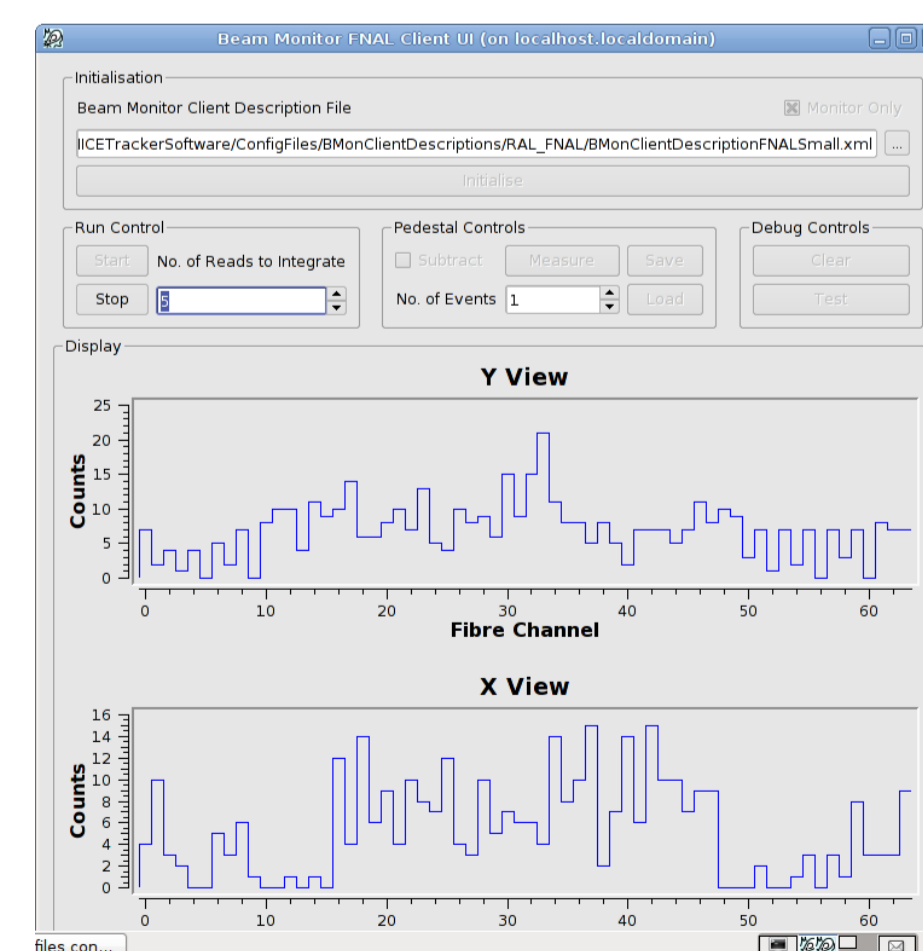 Beam Monitor FNAL Client UI (on localhost.localdomain)
Initialisation
Beam Monitor Client Description File
Monitor Only
IICETrackerSoftware/ConfigFiles/BMonClientDescriptions/RAL_FNAL/BMonClientDescriptionFNALSmall.xml
...
Initialise
Run Control
Pedestal Controls
Debug Controls
Start
No. of Reads to Integrate
Subtract
Measure
Save
Clear
Stop
5
No. of Events
1
Load
Test
Display
Y View
25
20
15
10
5
0
Counts
0 10 20 30 40 50 60
Fibre Channel
X View
16
14
12
10
8
6
4
2
0
Counts
0 10 20 30 40 50 60
files con...